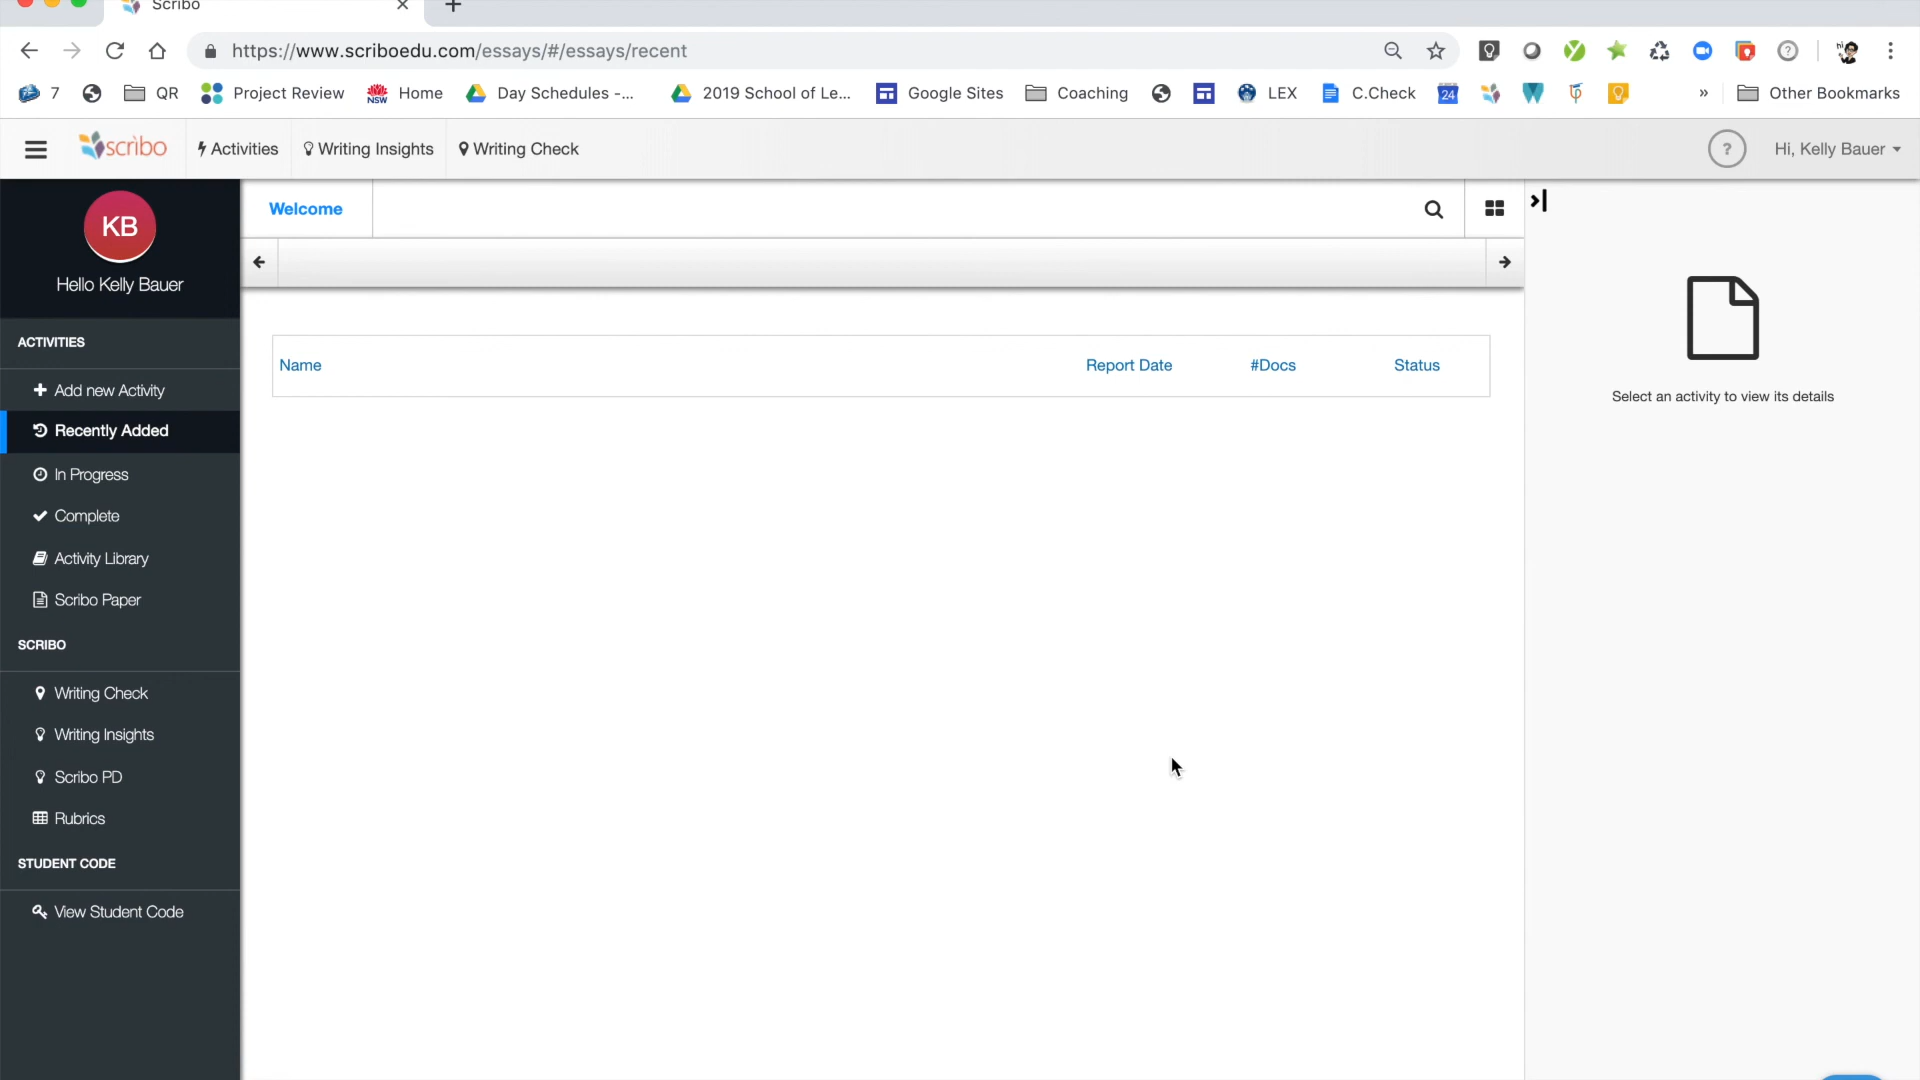 Scribo
https://www.scriboedu.com/essays/#/essays/recent
7 QR Project Review Home Day Schedules -... 2019 School of Le... Google Sites Coaching LEX C.Check 24 » Other Bookmarks
scribo Activities Writing Insights Writing Check ? Hi, Kelly Bauer
KB
Hello Kelly Bauer
ACTIVITIES
Add new Activity
Recently Added
In Progress
Complete
Activity Library
Scribo Paper
SCRIBO
Writing Check
Writing Insights
Scribo PD
Rubrics
STUDENT CODE
View Student Code
Welcome
Name Report Date #Docs Status
Select an activity to view its details